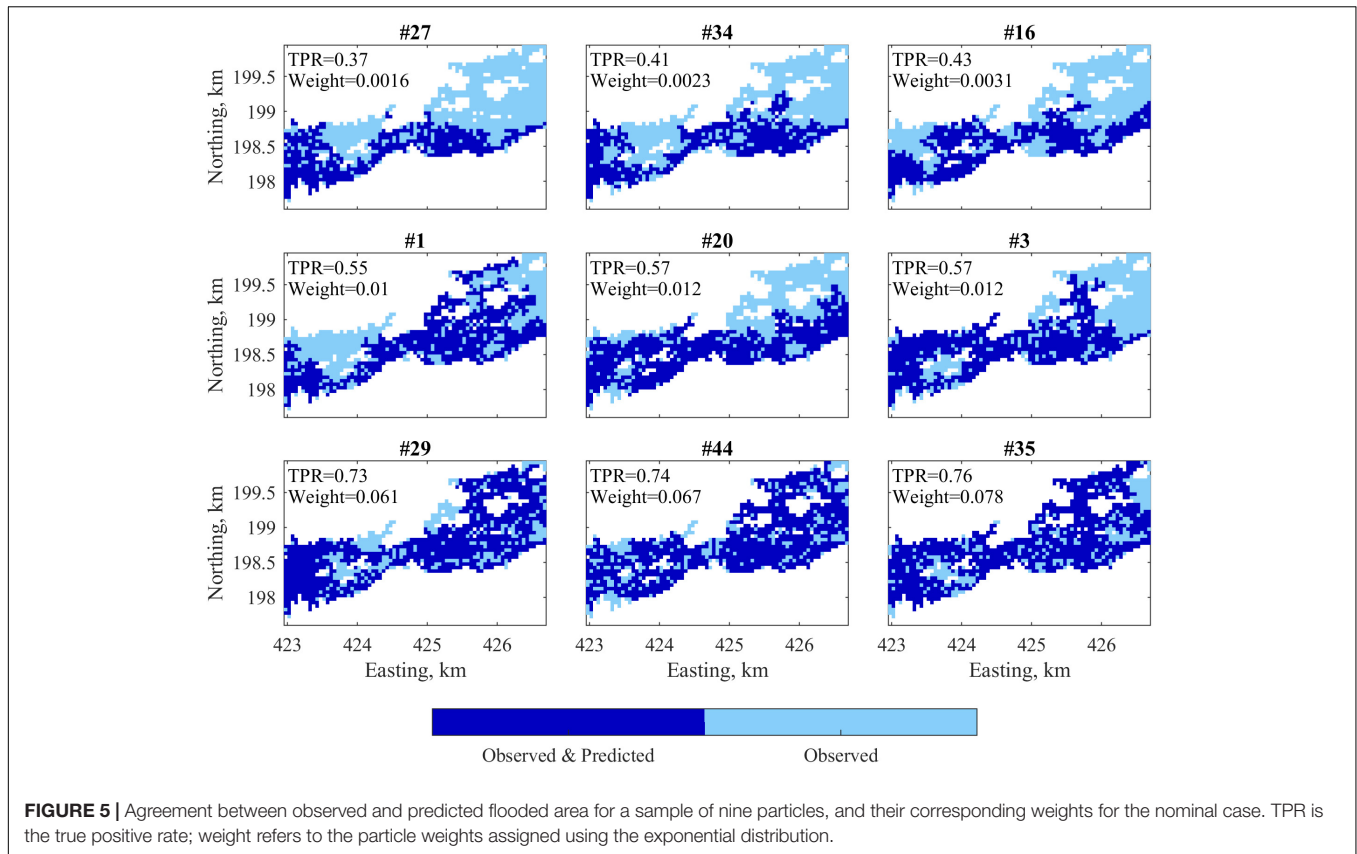 #27
#34
#16
TPR=0.37
Weight=0.0016
TPR=0.41
Weight=0.0023
TPR=0.43
Weight=0.0031
199.5
199
198.5
198
Northing, km
#1
#20
#3
TPR=0.55
Weight=0.01
TPR=0.57
Weight=0.012
TPR=0.57
Weight=0.012
199.5
199
198.5
198
Northing, km
#29
#44
#35
TPR=0.73
Weight=0.061
TPR=0.74
Weight=0.067
TPR=0.76
Weight=0.078
199.5
199
198.5
198
Northing, km
423 424 425 426
423 424 425 426
423 424 425 426
Easting, km
Easting, km
Easting, km
Observed & Predicted
Observed
FIGURE 5 | Agreement between observed and predicted flooded area for a sample of nine particles, and their corresponding weights for the nominal case. TPR is
the true positive rate; weight refers to the particle weights assigned using the exponential distribution.